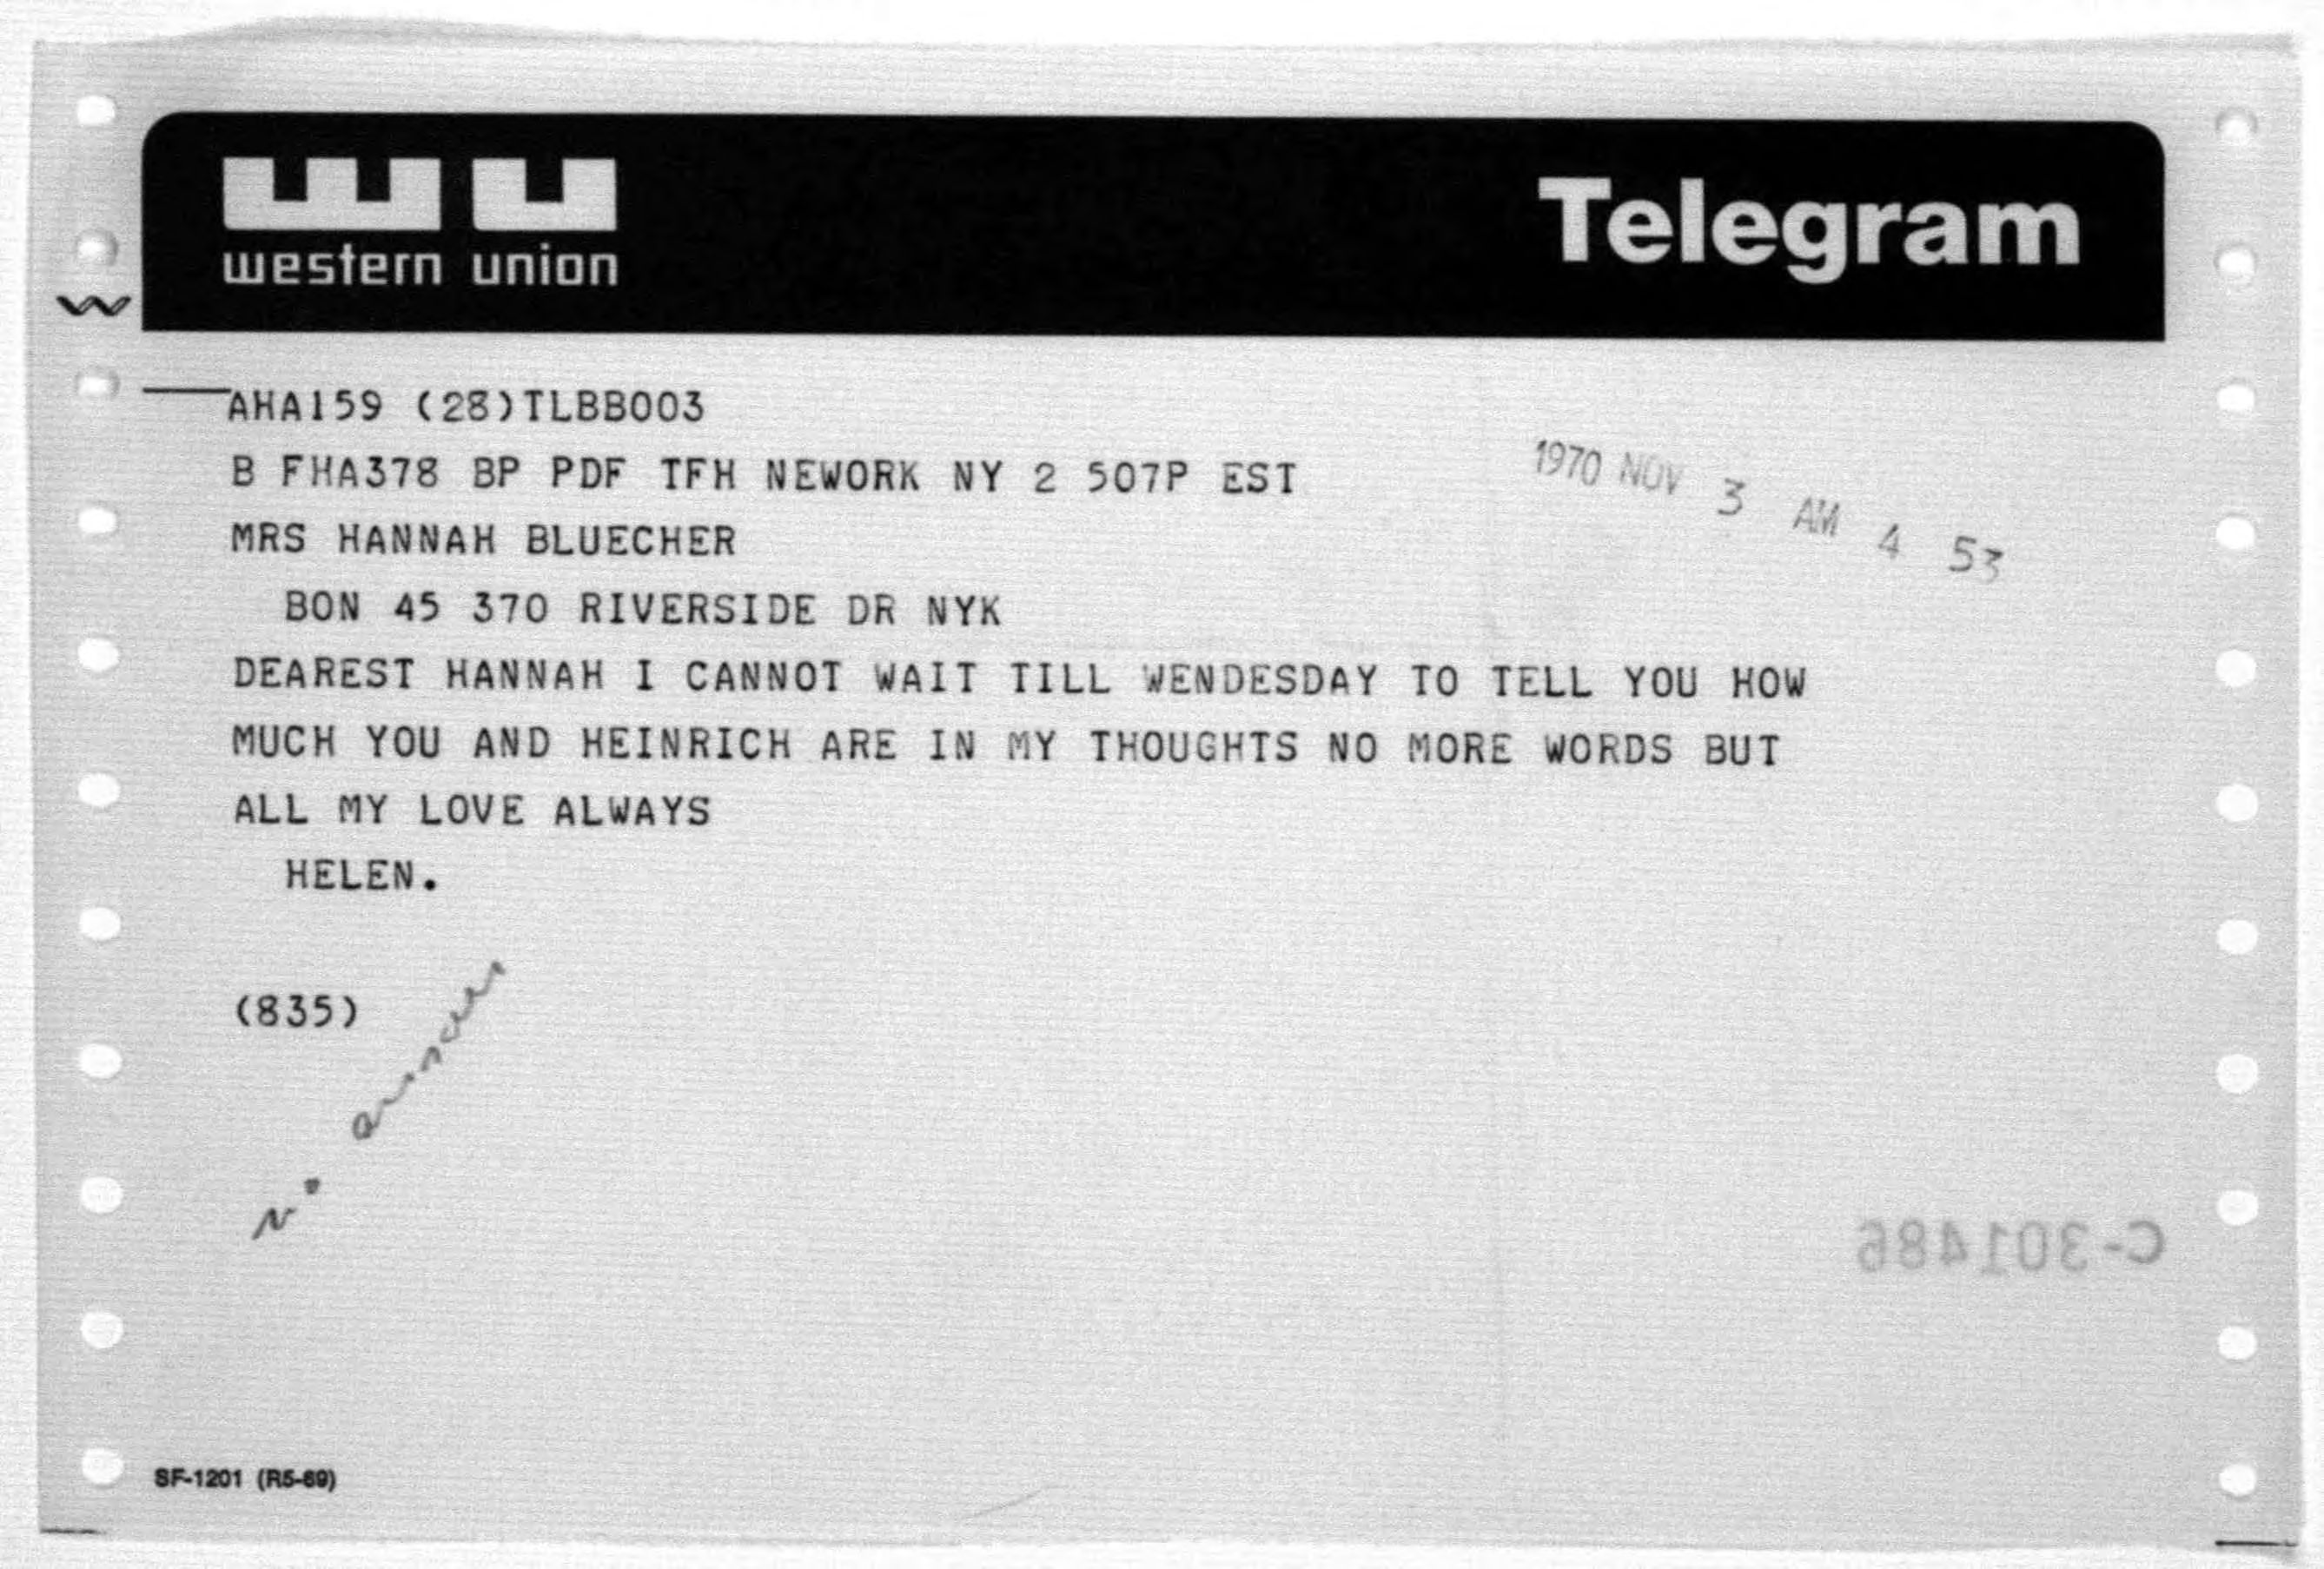 western union
Telegram
AHA159 (28)TLBB003
B FHA378 BP PDF TFH NEWORK NY 2 507P EST
1970 NOV 3 AM 4 53
MRS HANNAH BLUECHER
BON 45 370 RIVERSIDE DR NYK
DEAREST HANNAH I CANNOT WAIT TILL WENDESDAY TO TELL YOU HOW
MUCH YOU AND HEINRICH ARE IN MY THOUGHTS NO MORE WORDS BUT
ALL MY LOVE ALWAYS
HELEN.
(835)
C-301486
SF-1201 (R5-69)